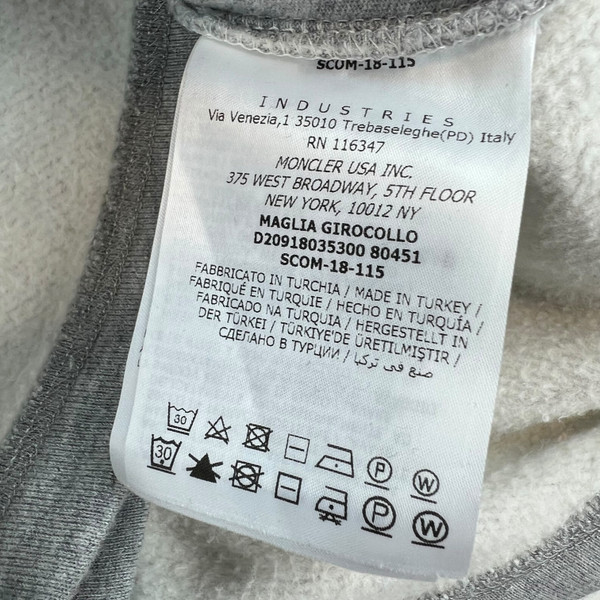 SCOM-18-115
INDUSTRIES
Via Venezia,1 35010 Trebaseleghe(PD) Italy
RN 116347
MONCLER USA INC.
375 WEST BROADWAY, 5TH FLOOR
NEW YORK, 10012 NY
MAGLIA GIROCOLLO
D20918035300 80451
SCOM-18-115
FABBRICATO IN TURCHIA / MADE IN TURKEY /
FABRIQUÉ EN TURQUIE / HECHO EN TURQUÍA /
FABRICADO NA TURQUIA / HERGESTELLT IN
DER TÜRKEI / TÜRKIYE'DE ÜRETILMIŞTIR /
СДЕЛАНО В ТУРЦИИ / صنع في تركيا /
30 P W
30 P W